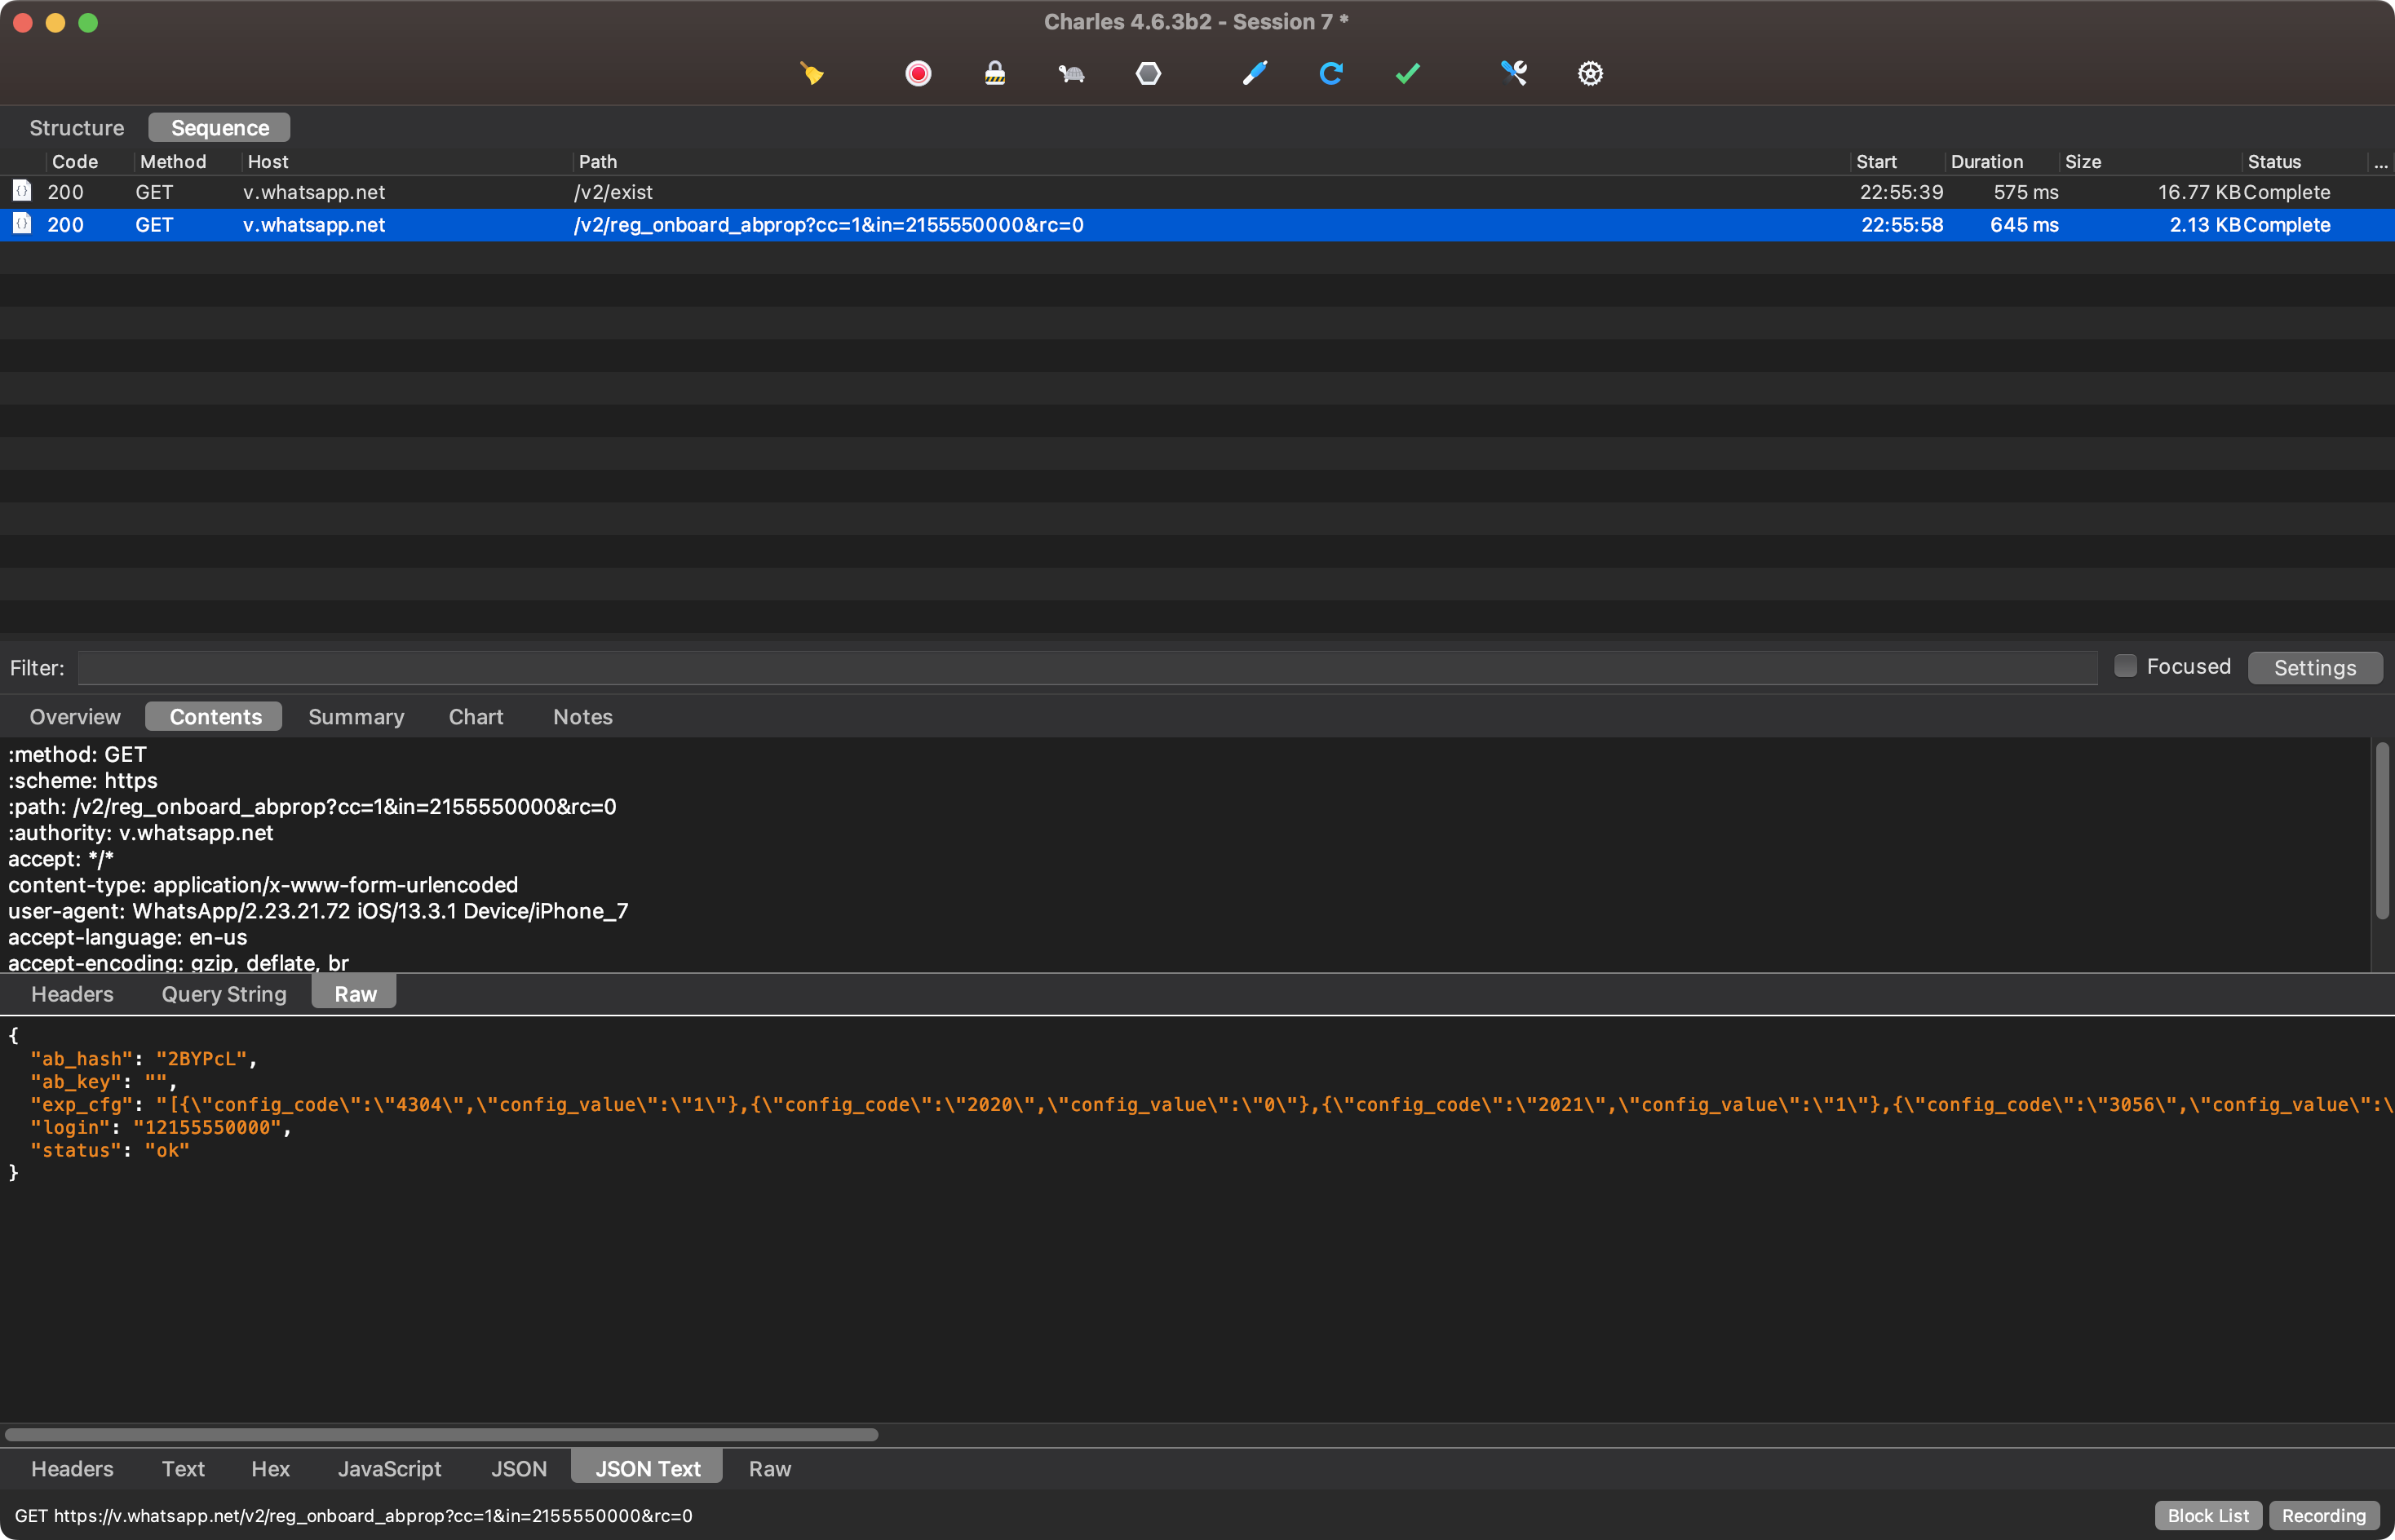 Charles 4.6.3b2 - Session 7 *
Structure Sequence
Code Method Host Path Start Duration Size Status ...
200 GET v.whatsapp.net /v2/exist 22:55:39 575 ms 16.77 KB Complete
200 GET v.whatsapp.net /v2/reg_onboard_abprop?cc=1&in=2155550000&rc=0 22:55:58 645 ms 2.13 KB Complete
Filter: Focused Settings
Overview Contents Summary Chart Notes
:method: GET
:scheme: https
:path: /v2/reg_onboard_abprop?cc=1&in=2155550000&rc=0
:authority: v.whatsapp.net
accept: */*
content-type: application/x-www-form-urlencoded
user-agent: WhatsApp/2.23.21.72 iOS/13.3.1 Device/iPhone_7
accept-language: en-us
accept-encoding: gzip, deflate, br
Headers Query String Raw
{
"ab_hash": "2BYPcL",
"ab_key": "",
"exp_cfg": "[{\"config_code\":\"4304\",\"config_value\":\"1\"},{\"config_code\":\"2020\",\"config_value\":\"0\"},{\"config_code\":\"2021\",\"config_value\":\"1\"},{\"config_code\":\"3056\",\"config_value\":\
"login": "12155550000",
"status": "ok"
}
Headers Text Hex JavaScript JSON JSON Text Raw
GET https://v.whatsapp.net/v2/reg_onboard_abprop?cc=1&in=2155550000&rc=0 Block List Recording